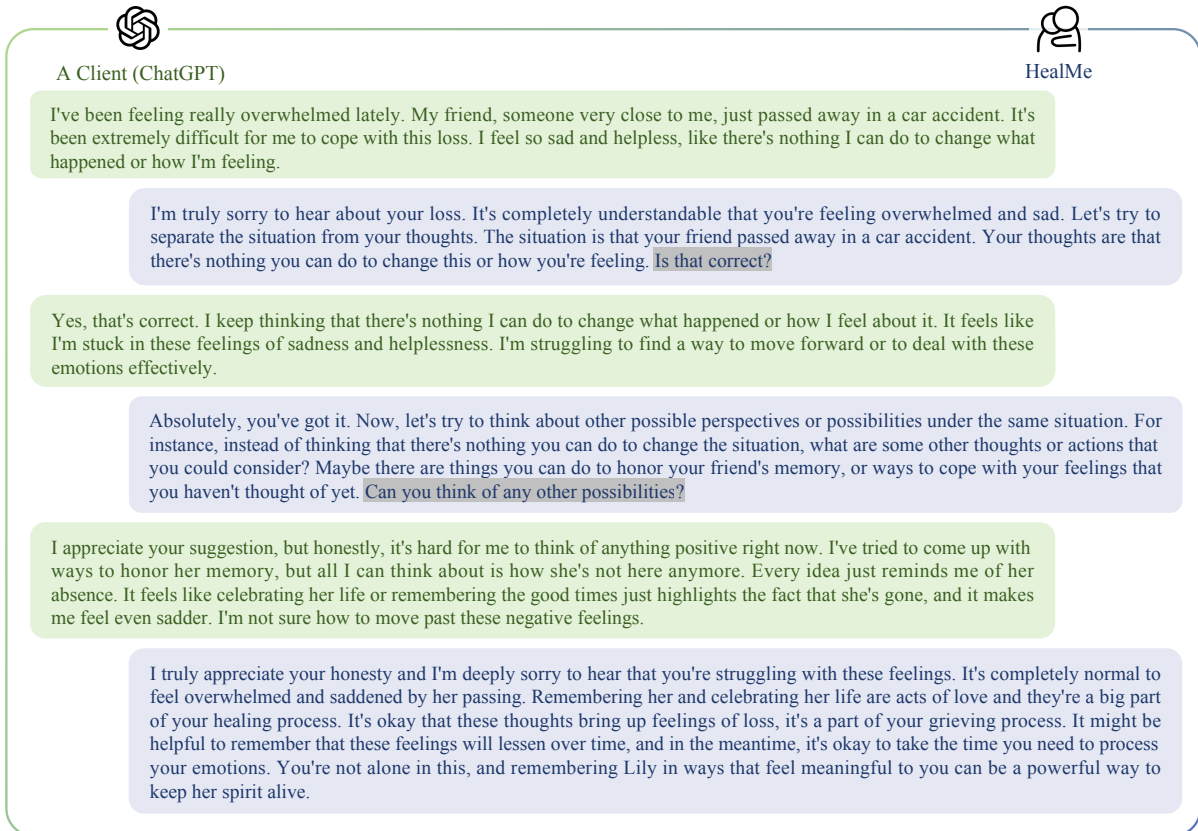 A Client (ChatGPT)
HealMe
I've been feeling really overwhelmed lately. My friend, someone very close to me, just passed away in a car accident. It's
been extremely difficult for me to cope with this loss. I feel so sad and helpless, like there's nothing I can do to change what
happened or how I'm feeling.
I'm truly sorry to hear about your loss. It's completely understandable that you're feeling overwhelmed and sad. Let's try to
separate the situation from your thoughts. The situation is that your friend passed away in a car accident. Your thoughts are that
there's nothing you can do to change this or how you're feeling. Is that correct?
Yes, that's correct. I keep thinking that there's nothing I can do to change what happened or how I feel about it. It feels like
I'm stuck in these feelings of sadness and helplessness. I'm struggling to find a way to move forward or to deal with these
emotions effectively.
Absolutely, you've got it. Now, let's try to think about other possible perspectives or possibilities under the same situation. For
instance, instead of thinking that there's nothing you can do to change the situation, what are some other thoughts or actions that
you could consider? Maybe there are things you can do to honor your friend's memory, or ways to cope with your feelings that
you haven't thought of yet. Can you think of any other possibilities?
I appreciate your suggestion, but honestly, it's hard for me to think of anything positive right now. I've tried to come up with
ways to honor her memory, but all I can think about is how she's not here anymore. Every idea just reminds me of her
absence. It feels like celebrating her life or remembering the good times just highlights the fact that she's gone, and it makes
me feel even sadder. I'm not sure how to move past these negative feelings.
I truly appreciate your honesty and I'm deeply sorry to hear that you're struggling with these feelings. It's completely normal to
feel overwhelmed and saddened by her passing. Remembering her and celebrating her life are acts of love and they're a big part
of your healing process. It's okay that these thoughts bring up feelings of loss, it's a part of your grieving process. It might be
helpful to remember that these feelings will lessen over time, and in the meantime, it's okay to take the time you need to process
your emotions. You're not alone in this, and remembering Lily in ways that feel meaningful to you can be a powerful way to
keep her spirit alive.